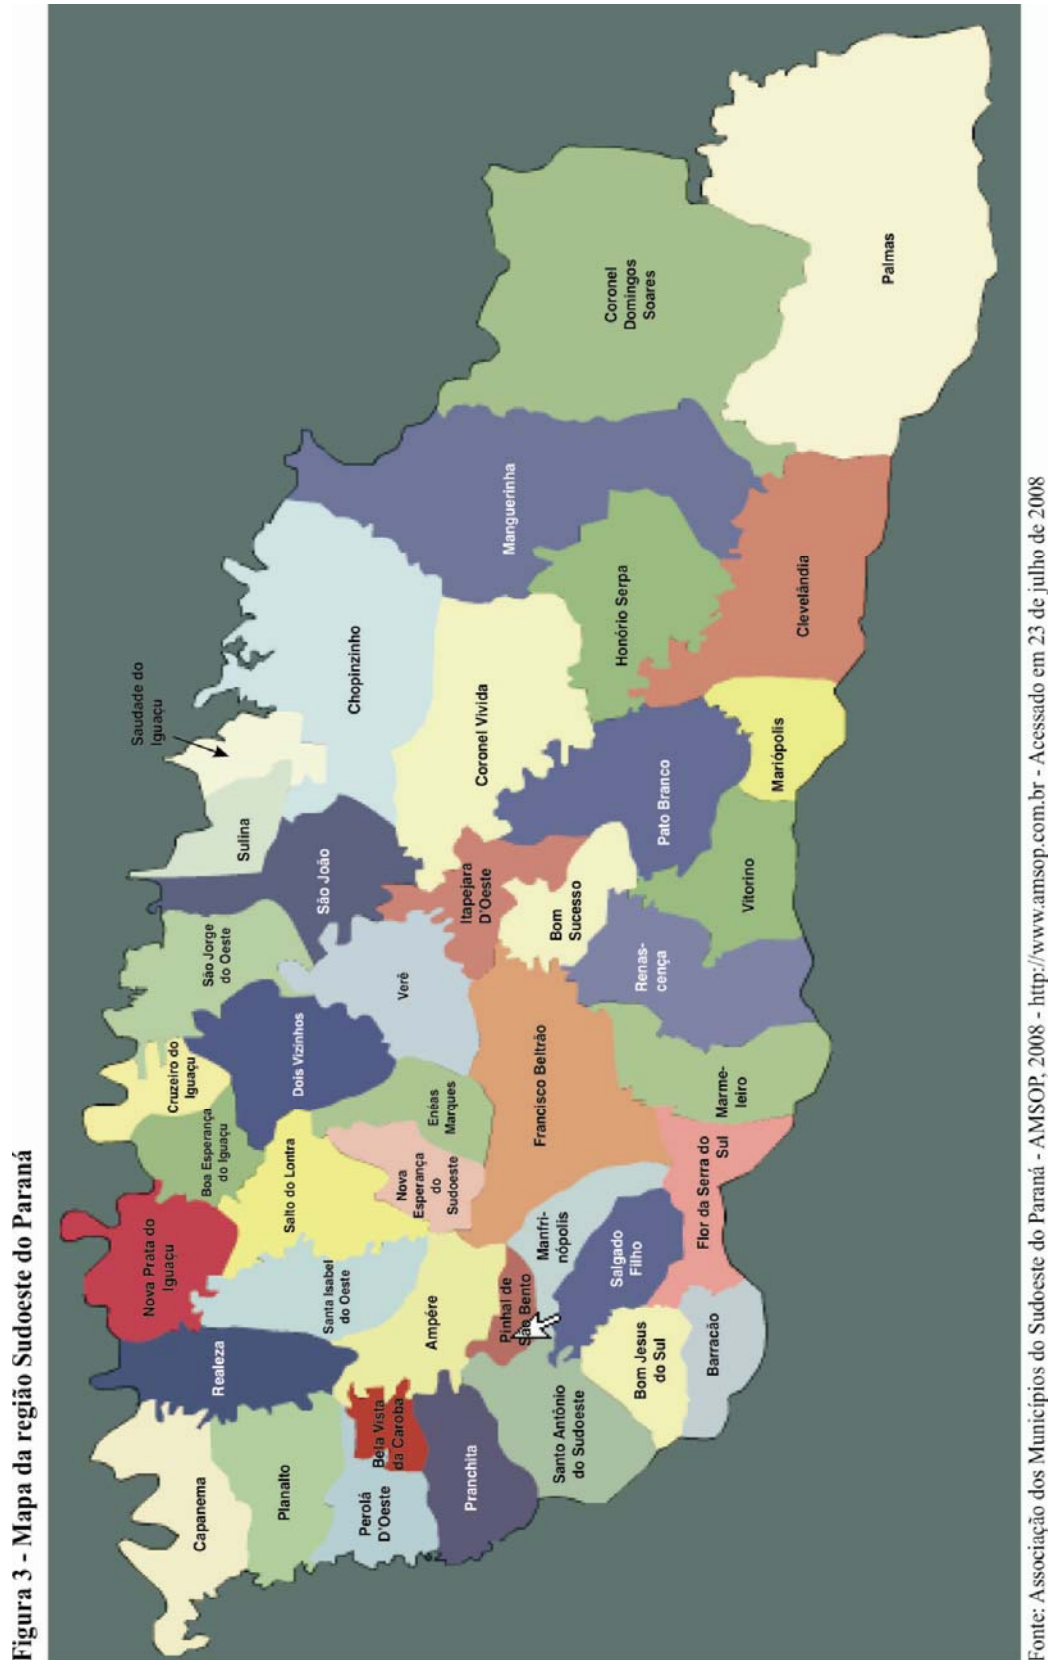 Figura 3 - Mapa da região Sudoeste do Paraná
Saudade do
Iguaçu
Nova Prata do
Iguaçu
Cruzeiro do
Iguaçu
Boa Esperança
do Iguaçu
São Jorge
do Oeste
Sulina
Capanema
Realeza
Salto do Lontra
Dois Vizinhos
São João
Chopinzinho
Planalto
Santa Isabel
do Oeste
Perolá
D'Oeste
Bela Vista
da Caroba
Ampére
Nova
Esperança
do
Sudoeste
Enéas
Marques
Verê
Itapejara
D'Oeste
Coronel Vivida
Manguerinha
Pranchita
Pinhal de
São Bento
Manfri-
nópolis
Francisco Beltrão
Bom
Sucesso
Honório Serpa
Coronel
Domingos
Soares
Santo Antônio
do Sudoeste
Salgado
Filho
Bom Jesus
do Sul
Renas-
cença
Pato Branco
Barracão
Flor da Serra do
Sul
Marme-
leiro
Vitorino
Mariópolis
Clevelândia
Palmas
Fonte: Associação dos Municípios do Sudoeste do Paraná - AMSOP, 2008 - http://www.amsop.com.br - Acessado em 23 de julho de 2008